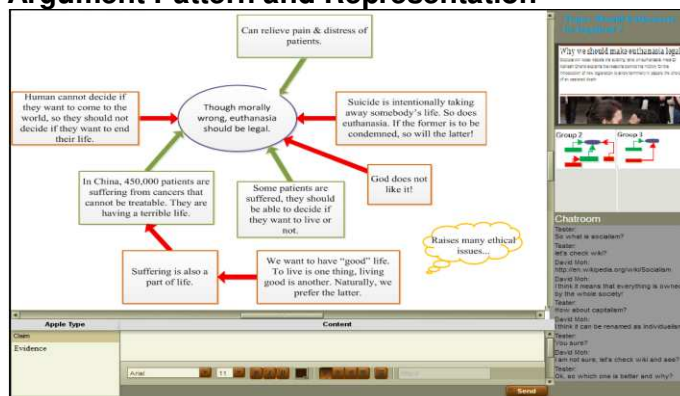 Argument Pattern and Representation
Can relieve pain & distress of
patients.
Human cannot decide if
they want to come to the
world, so they should not
decide if they want to end
their life.
Though morally
wrong, euthanasia
should be legal.
Suicide is intentionally taking
away somebody's life. So does
euthanasia. If the former is to be
condemned, so will the latter!
God does not
like it!
In China, 450,000 patients are
suffering from cancers that
cannot be treatable. They are
having a terrible life.
Some patients are
suffered, they should
be able to decide if
they want to live or
not.
Raises many ethical
issues...
Suffering is also a
part of life.
We want to have "good" life.
To live is one thing, living
good is another. Naturally, we
prefer the latter.
Why we should make euthanasia legal
Group 2
Group 3
Chatroom
Tester:
So what is socialism?
Tester:
let's check wiki?
David Moh:
http://en.wikipedia.org/wiki/Socialism
David Moh:
I think it means that everything is owned
by the whole society!
Tester:
How about capitalism?
David Moh:
I think it can be renamed as individualism
Tester:
You sure?
David Moh:
I am not sure, let's check wiki and see?
Tester:
Ok, so which one is better and why?
Apple Type
Content
Claim
Evidence
Arial
11
Send